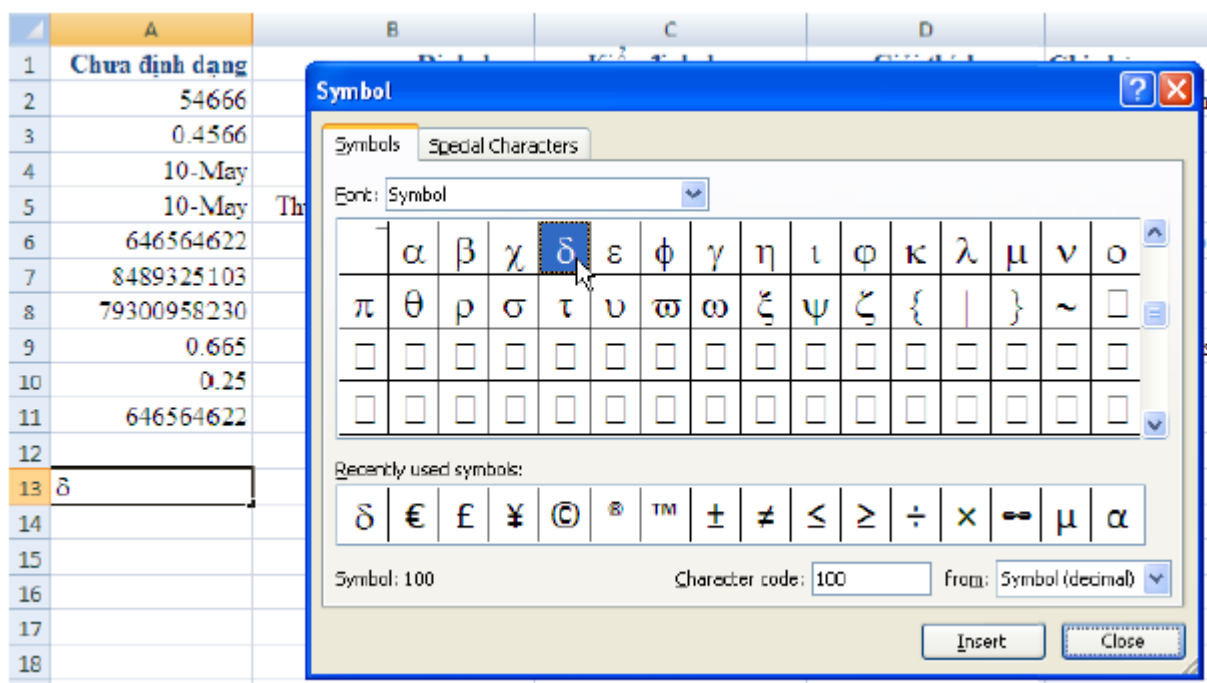 A B C D
1 Chưa định dạng
2 54666
3 0.4566
4 10-May
5 10-May Th
6 646564622
7 8489325103
8 79300958230
9 0.665
10 0.25
11 646564622
12
13 δ
14
15
16
17
18
Symbol ?
Symbols Special Characters
Font: Symbol
α β χ δ ε ϕ γ η ι φ κ λ μ ν ο
π θ ρ σ τ υ ϖ ω ξ ψ ζ { | } ~
Recently used symbols:
δ € £ ¥ © ® ™ ± ≠ ≤ ≥ ÷ × ∞ µ α
Symbol: 100 Character code: 100 from: Symbol (decimal)
Insert Close